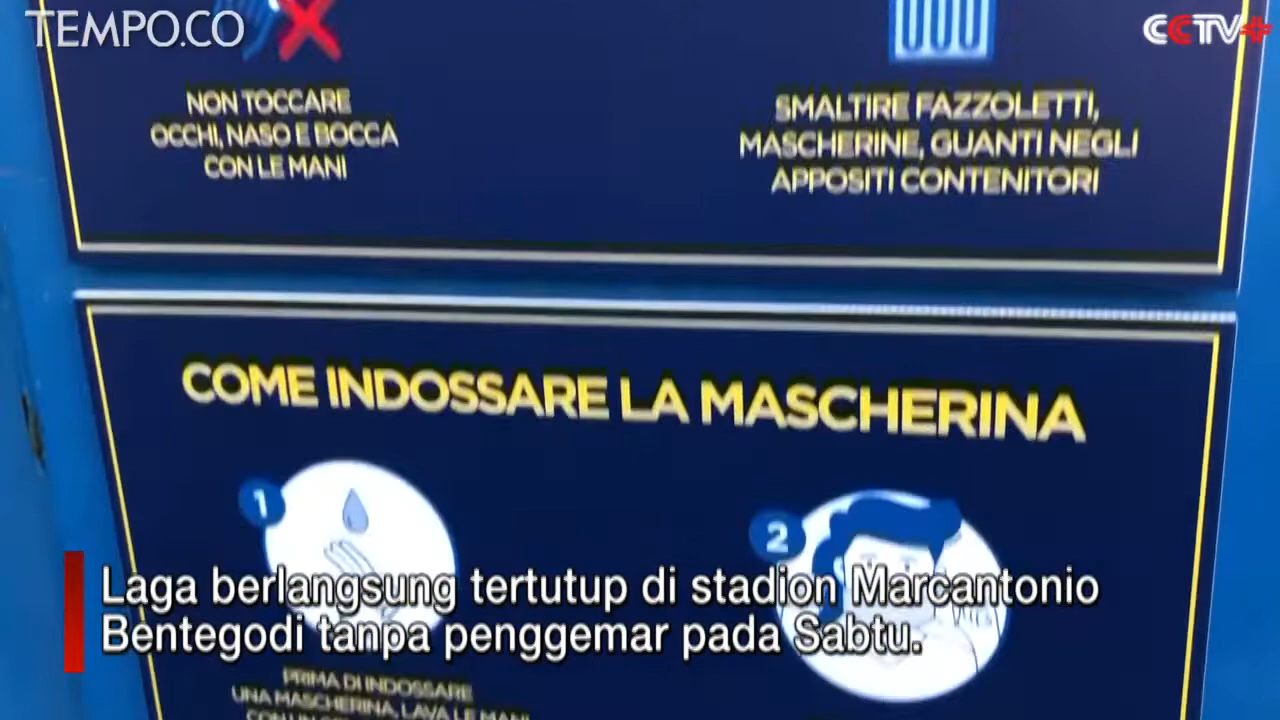 TEMPO.CO
CCTV+
NON TOCCARE
OCCHI, NASO E BOCCA
CON LE MANI
SMALTIRE FAZZOLETTI,
MASCHERINE, GUANTI NEGLI
APPOSITI CONTENITORI
COME INDOSSARE LA MASCHERINA
1
2
Laga berlangsung tertutup di stadion Marcantonio
Bentegodi tanpa penggemar pada Sabtu.
PRIMA DI INDOSSARE
UNA MASCHERINA, LAVA LE MANI
CON UN